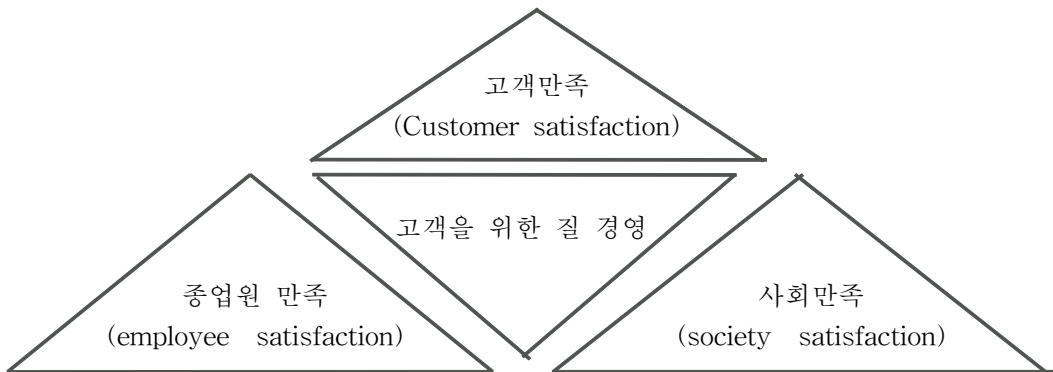 고객만족
(Customer satisfaction)
고객을 위한 질 경영
종업원 만족
(employee satisfaction)
사회만족
(society satisfaction)